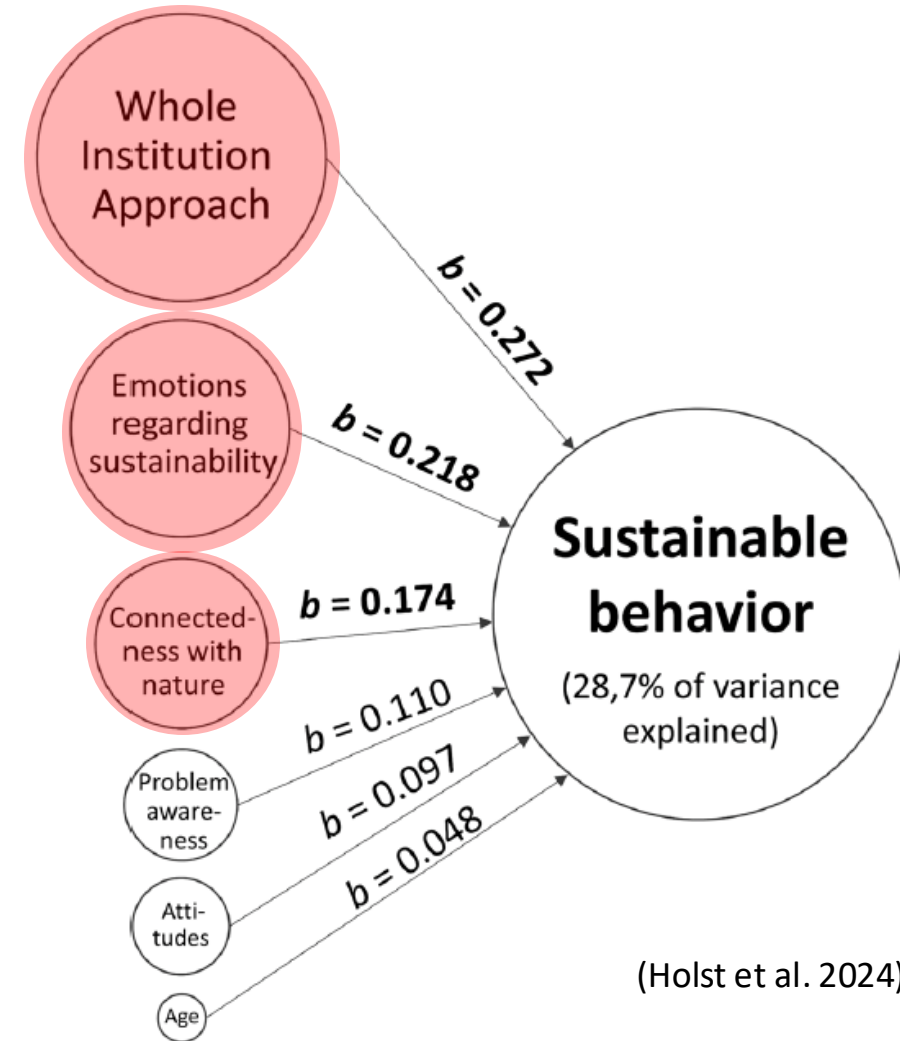 Whole
Institution
Approach
b = 0.272
Emotions
regarding
sustainability
b = 0.218
Sustainable
behavior
(28,7% of variance
explained)
Connected-
ness with
nature
b = 0.174
Problem
aware-
ness
b = 0.110
Atti-
tudes
b = 0.097
Age
b = 0.048
(Holst et al. 2024)